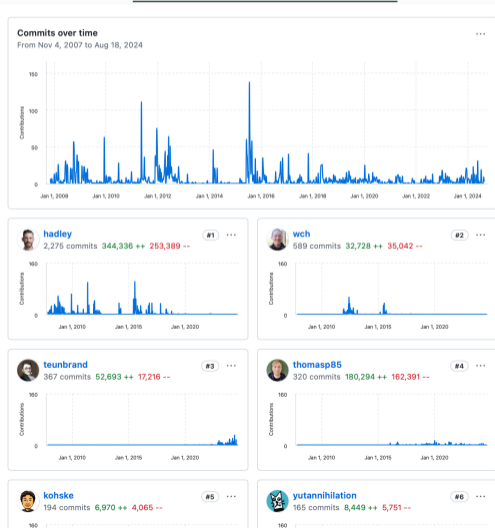 Commits over time
From Nov 4, 2007 to Aug 18, 2024
150
100
50
0
Contributions
Jan 1, 2008 Jan 1, 2010 Jan 1, 2012 Jan 1, 2014 Jan 1, 2016 Jan 1, 2018 Jan 1, 2020 Jan 1, 2022 Jan 1, 2024
hadley #1
2,275 commits 344,336 ++ 253,389 --
160
0
Contributions
Jan 1, 2010 Jan 1, 2015 Jan 1, 2020
wch #2
589 commits 32,728 ++ 35,042 --
160
0
Contributions
Jan 1, 2010 Jan 1, 2015 Jan 1, 2020
teunbrand #3
367 commits 52,693 ++ 17,216 --
160
0
Contributions
Jan 1, 2010 Jan 1, 2015 Jan 1, 2020
thomasp85 #4
320 commits 180,294 ++ 162,391 --
160
0
Contributions
Jan 1, 2010 Jan 1, 2015 Jan 1, 2020
kohske #5
194 commits 6,970 ++ 4,065 --
160
yutannihilation #6
165 commits 8,449 ++ 5,751 --
160